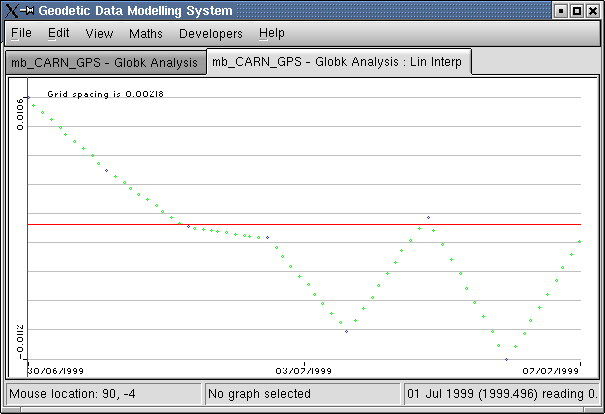 Geodetic Data Modelling System
File Edit View Maths Developers Help
mb_CARN_GPS - Globk Analysis
mb_CARN_GPS - Globk Analysis : Lin Interp
Grid spacing is 0.00218
0.0106
-0.0112
30/06/1999 03/07/1999 07/07/1999
Mouse location: 90, -4
No graph selected
01 Jul 1999 (1999.496) reading 0.